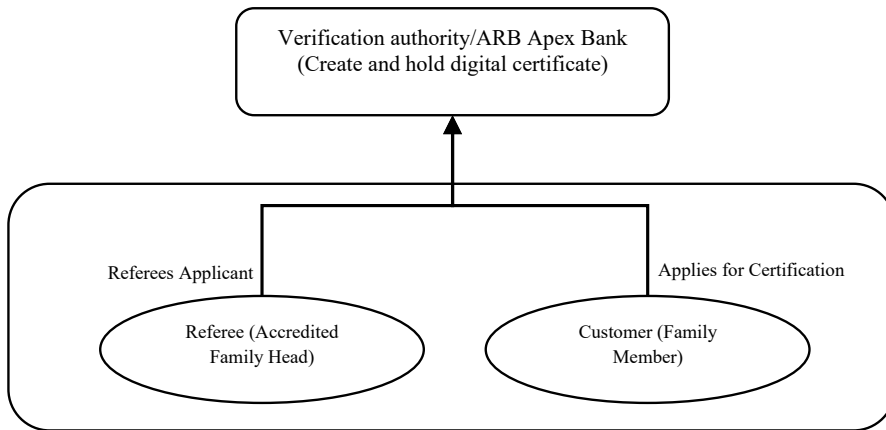 Verification authority/ARB Apex Bank
(Create and hold digital certificate)
Referees Applicant
Applies for Certification
Referee (Accredited
Family Head)
Customer (Family
Member)